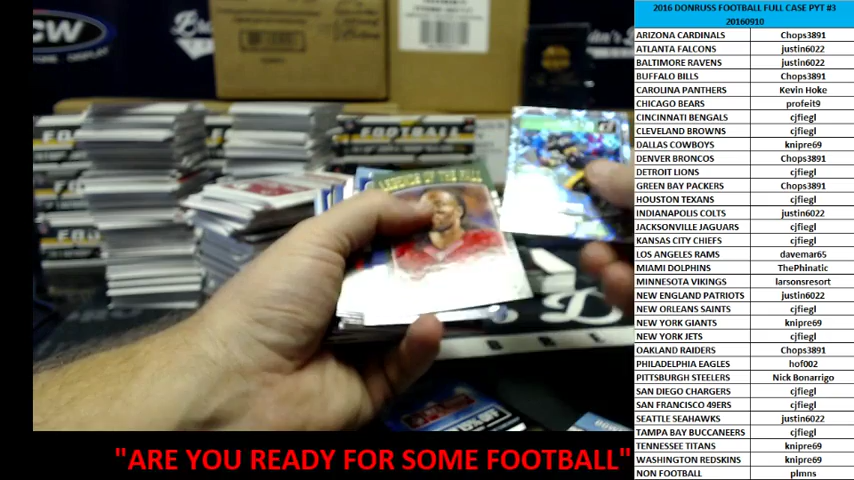 CW
LEGENDS OF THE FALL
FOOTBALL
2016 DONRUSS FOOTBALL FULL CASE PYT #3
20160910
ARIZONA CARDINALS Chops3891
ATLANTA FALCONS justin6022
BALTIMORE RAVENS justin6022
BUFFALO BILLS Chops3891
CAROLINA PANTHERS Kevin Hoke
CHICAGO BEARS profeit9
CINCINNATI BENGALS cjfiegl
CLEVELAND BROWNS cjfiegl
DALLAS COWBOYS knipre69
DENVER BRONCOS Chops3891
DETROIT LIONS cjfiegl
GREEN BAY PACKERS Chops3891
HOUSTON TEXANS cjfiegl
INDIANAPOLIS COLTS justin6022
JACKSONVILLE JAGUARS cjfiegl
KANSAS CITY CHIEFS cjfiegl
LOS ANGELES RAMS davemar65
MIAMI DOLPHINS ThePhinatic
MINNESOTA VIKINGS larsonsresort
NEW ENGLAND PATRIOTS justin6022
NEW ORLEANS SAINTS cjfiegl
NEW YORK GIANTS knipre69
NEW YORK JETS cjfiegl
OAKLAND RAIDERS Chops3891
PHILADELPHIA EAGLES hof002
PITTSBURGH STEELERS Nick Bonarrigo
SAN DIEGO CHARGERS cjfiegl
SAN FRANCISCO 49ERS cjfiegl
SEATTLE SEAHAWKS justin6022
TAMPA BAY BUCCANEERS cjfiegl
TENNESSEE TITANS knipre69
WASHINGTON REDSKINS knipre69
NON FOOTBALL plmns
"ARE YOU READY FOR SOME FOOTBALL"